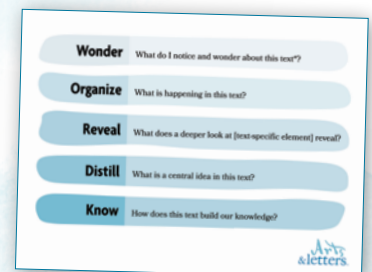 Wonder What do I notice and wonder about this text*?
Organize What is happening in this text?
Reveal What does a deeper look at [text-specific element] reveal?
Distill What is a central idea in this text?
Know How does this text build our knowledge?
Arts
&letters